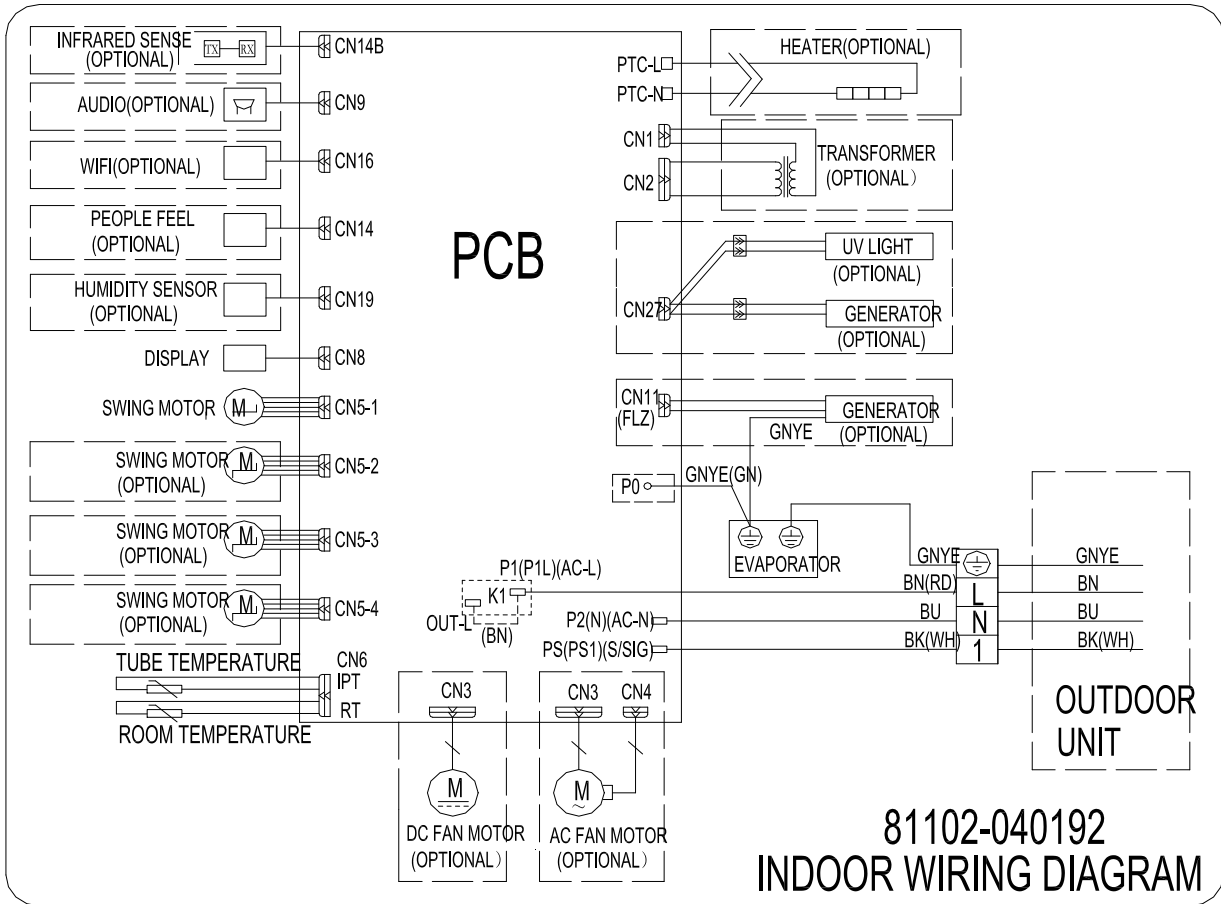 INFRARED SENSE
(OPTIONAL)
TX
RX
CN14B
AUDIO(OPTIONAL)
CN9
WIFI(OPTIONAL)
CN16
PEOPLE FEEL
(OPTIONAL)
CN14
HUMIDITY SENSOR
(OPTIONAL)
CN19
DISPLAY
CN8
SWING MOTOR
M
CN5-1
SWING MOTOR
(OPTIONAL)
M
CN5-2
SWING MOTOR
(OPTIONAL)
M
CN5-3
SWING MOTOR
(OPTIONAL)
M
CN5-4
TUBE TEMPERATURE
CN6
IPT
RT
ROOM TEMPERATURE
PCB
PTC-L
PTC-N
HEATER(OPTIONAL)
CN1
CN2
TRANSFORMER
(OPTIONAL)
CN27
UV LIGHT
(OPTIONAL)
GENERATOR
(OPTIONAL)
CN11
(FLZ)
GENERATOR
(OPTIONAL)
GNYE
P0
GNYE(GN)
EVAPORATOR
P1(P1L)(AC-L)
K1
OUT-L
(BN)
P2(N)(AC-N)
PS(PS1)(S/SIG)
GNYE
BN(RD)
BU
BK(WH)
L
N
1
GNYE
BN
BU
BK(WH)
OUTDOOR
UNIT
CN3
M
DC FAN MOTOR
(OPTIONAL)
CN3
CN4
M
~
AC FAN MOTOR
(OPTIONAL)
81102-040192
INDOOR WIRING DIAGRAM